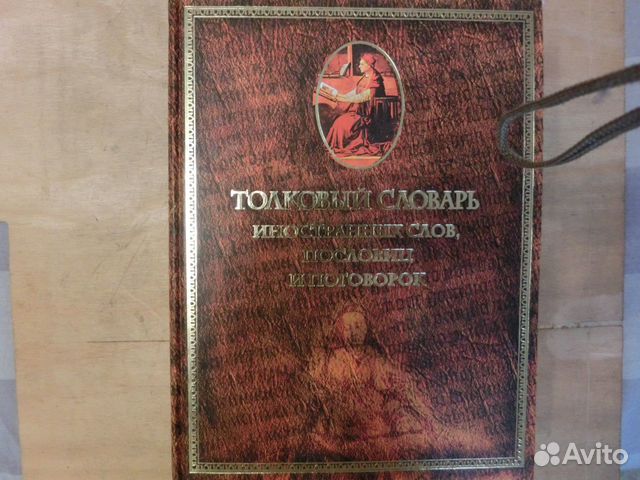 ТОЛКОВЫЙ СЛОВАРЬ
ИНОСТРАННЫХ СЛОВ,
ПОСЛОВИЦ
И ПОГОВОРОК
Avito